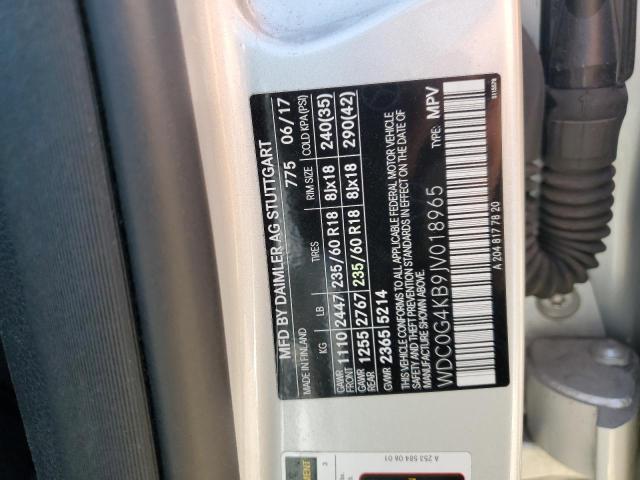 MFD BY DAIMLER AG STUTTGART
MADE IN FINLAND 775 06/17
KG LB TIRES RIM SIZE COLD KPA(PSI)
GAWR FRONT 1110 2447 235/60 R18 8Jx18 240(35)
GAWR REAR 1255 2767 235/60 R18 8Jx18 290(42)
GVWR 2365 5214
THIS VEHICLE CONFORMS TO ALL APPLICABLE FEDERAL MOTOR VEHICLE
SAFETY AND THEFT PREVENTION STANDARDS IN EFFECT ON THE DATE OF
MANUFACTURE SHOWN ABOVE.
WDC0G4KB9JV018965 TYPE: MPV
A 204 817 78 20
A 253 584 06 01
3